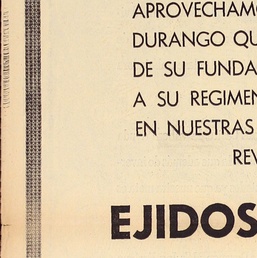 APROVECHAMO
DURANGO QU
DE SU FUNDA
A SU REGIMEN
EN NUESTRAS
REV
EJIDOS